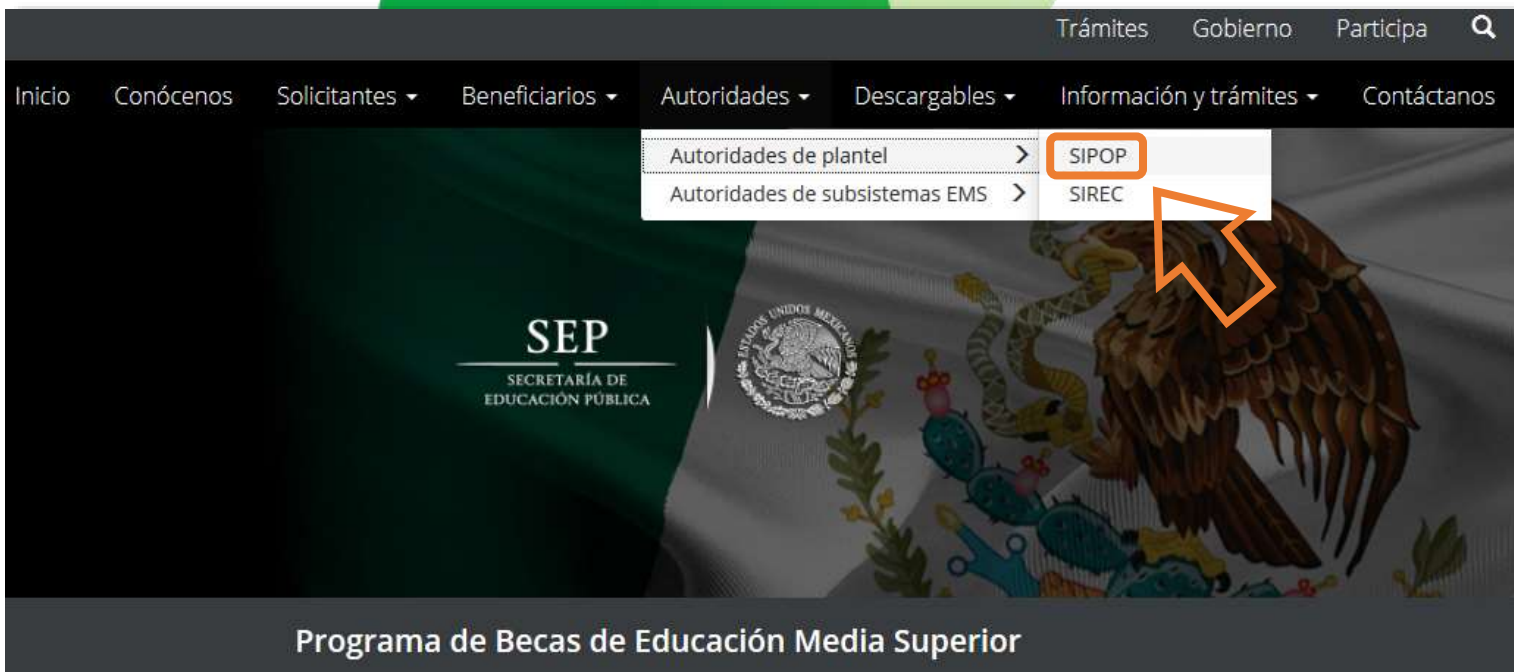 Trámites Gobierno Participa
Inicio Conócenos Solicitantes Beneficiarios Autoridades Descargables Información y trámites Contáctanos
Autoridades de plantel SIPOP
Autoridades de subsistemas EMS SIREC
SEP
SECRETARÍA DE
EDUCACIÓN PÚBLICA
ESTADOS UNIDOS MEXICANOS
Programa de Becas de Educación Media Superior